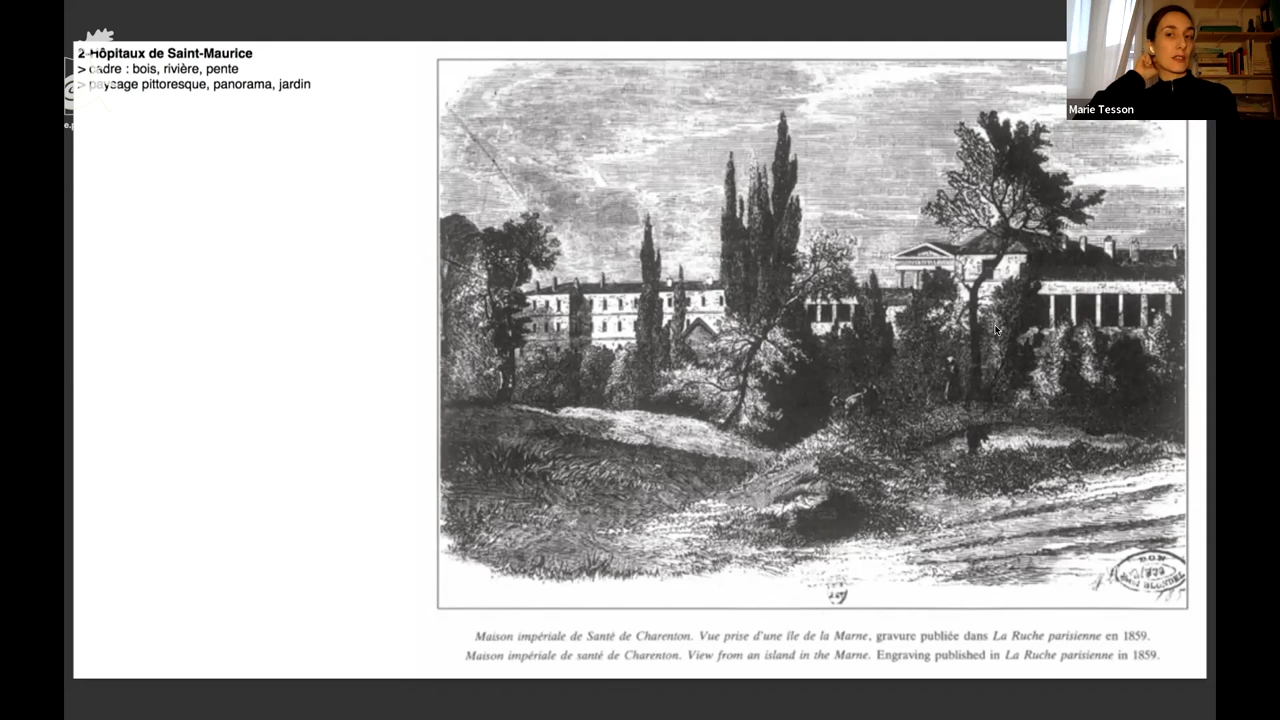 2-Hôpitaux de Saint-Maurice
> cadre : bois, rivière, pente
> paysage pittoresque, panorama, jardin
Marie Tesson
DON
BLONDEL
Maison impériale de Santé de Charenton. Vue prise d'une île de la Marne, gravure publiée dans La Ruche parisienne en 1859.
Maison impériale de santé de Charenton. View from an island in the Marne. Engraving published in La Ruche parisienne in 1859.